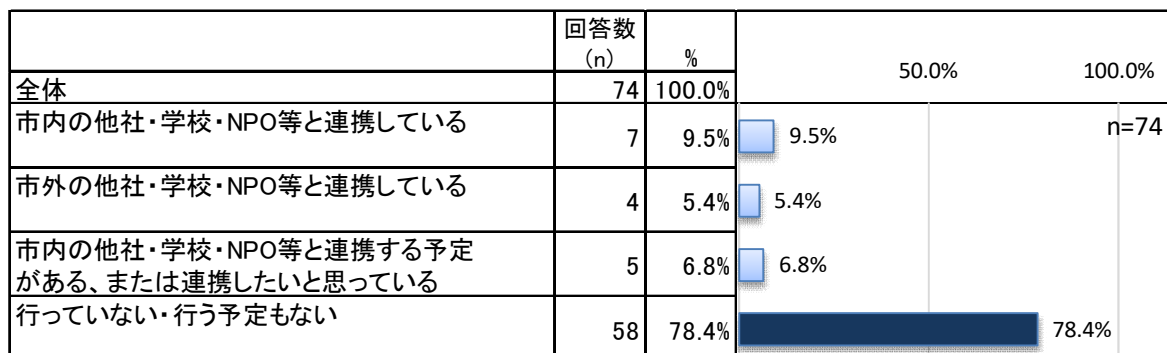 回答数
(n) %
50.0% 100.0%
全体 74 100.0%
市内の他社・学校・NPO等と連携している 7 9.5% 9.5% n=74
市外の他社・学校・NPO等と連携している 4 5.4% 5.4%
市内の他社・学校・NPO等と連携する予定
がある、または連携したいと思っている 5 6.8% 6.8%
行っていない・行う予定もない 58 78.4% 78.4%